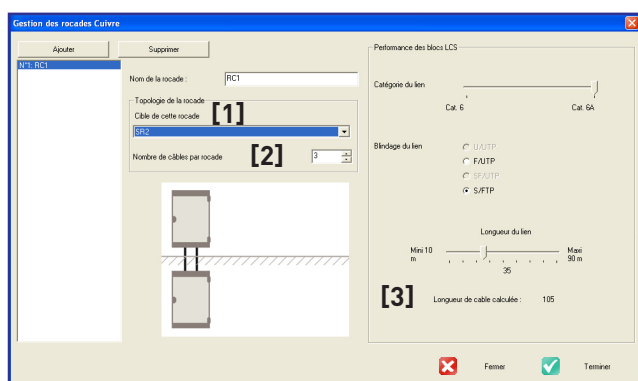 Gestion des rocades Cuivre
Ajouter
Supprimer
N°1: RC1
Nom de la rocade :
RC1
Topologie de la rocade
Cible de cette rocade
[1]
SR2
Nombre de câbles par rocade
[2]
3
Performance des blocs LCS
Catégorie du lien
Cat. 6
Cat. 6A
Blindage du lien
U/UTP
F/UTP
SF/UTP
S/FTP
Longueur du lien
Mini 10 m
Maxi 90 m
35
[3]
Longueur de cable calculée : 105
Fermer
Terminer